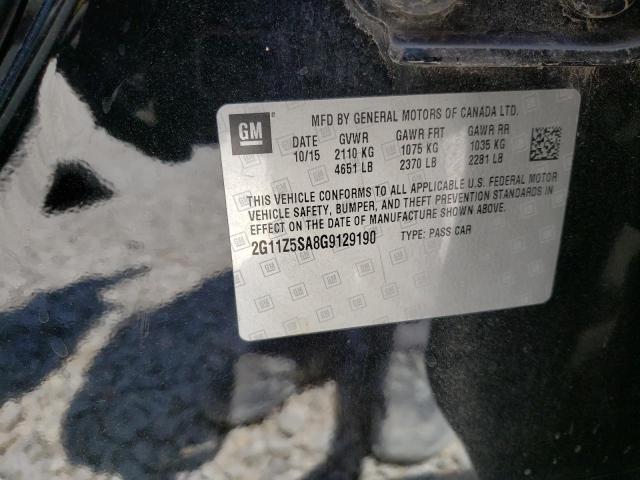 GM
MFD BY GENERAL MOTORS OF CANADA LTD.
DATE GVWR GAWR FRT GAWR RR
10/15 2110 KG 1075 KG 1035 KG
4651 LB 2370 LB 2281 LB
THIS VEHICLE CONFORMS TO ALL APPLICABLE U.S. FEDERAL MOTOR
VEHICLE SAFETY, BUMPER, AND THEFT PREVENTION STANDARDS IN
EFFECT ON THE DATE OF MANUFACTURE SHOWN ABOVE.
2G11Z5SA8G9129190 TYPE: PASS CAR